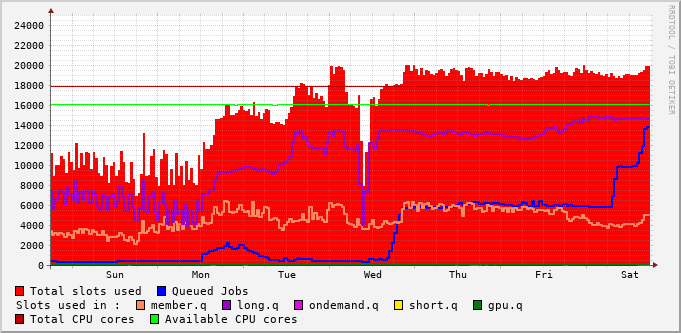 RRDTOOL / TOBI OETIKER
24000
22000
20000
18000
16000
14000
12000
10000
8000
6000
4000
2000
0
Sun Mon Tue Wed Thu Fri Sat
Total slots used Queued Jobs
Slots used in : member.q long.q ondemand.q short.q gpu.q
Total CPU cores Available CPU cores